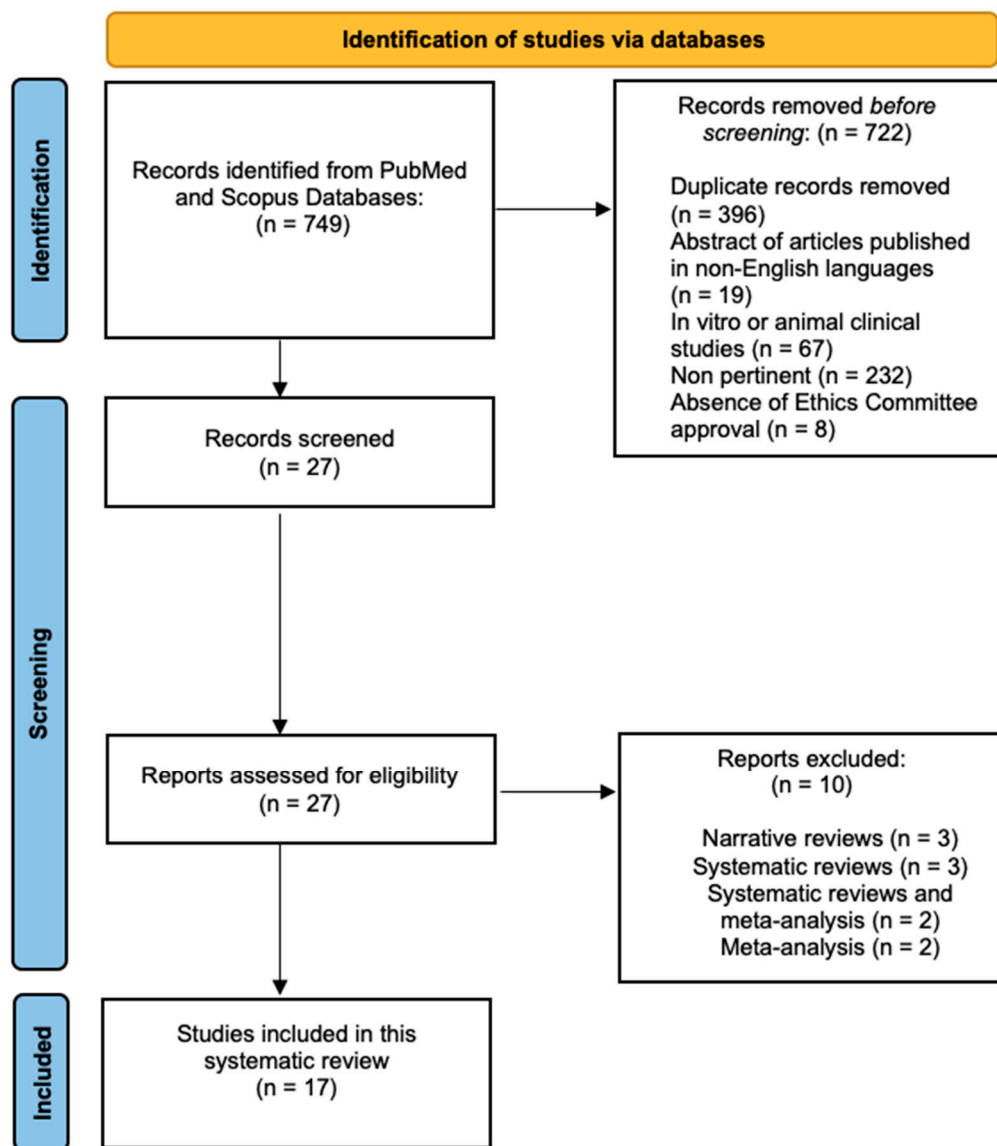 Identification of studies via databases
Identification
Records identified from PubMed
and Scopus Databases:
(n = 749)
Records removed before
screening: (n = 722)
Duplicate records removed
(n = 396)
Abstract of articles published
in non-English languages
(n = 19)
In vitro or animal clinical
studies (n = 67)
Non pertinent (n = 232)
Absence of Ethics Committee
approval (n = 8)
Screening
Records screened
(n = 27)
Reports assessed for eligibility
(n = 27)
Reports excluded:
(n = 10)
Narrative reviews (n = 3)
Systematic reviews (n = 3)
Systematic reviews and
meta-analysis (n = 2)
Meta-analysis (n = 2)
Included
Studies included in this
systematic review
(n = 17)